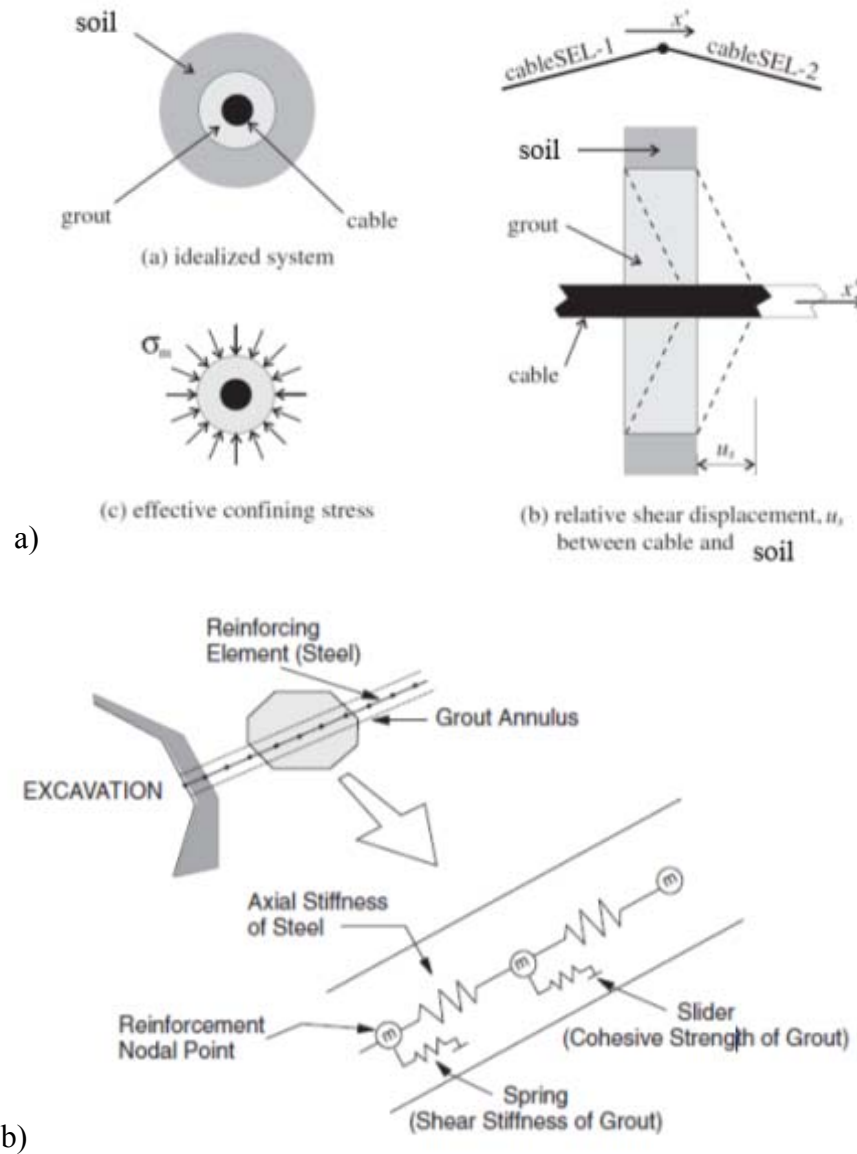 soil
grout
cable
(a) idealized system
σm
(c) effective confining stress
a)
x'
cableSEL-1
cableSEL-2
soil
grout
x'
cable
us
(b) relative shear displacement, us
between cable and soil
Reinforcing
Element (Steel)
Grout Annulus
EXCAVATION
Axial Stiffness
of Steel
m
m
m
Reinforcement
Nodal Point
Slider
(Cohesive Strength of Grout)
Spring
(Shear Stiffness of Grout)
b)